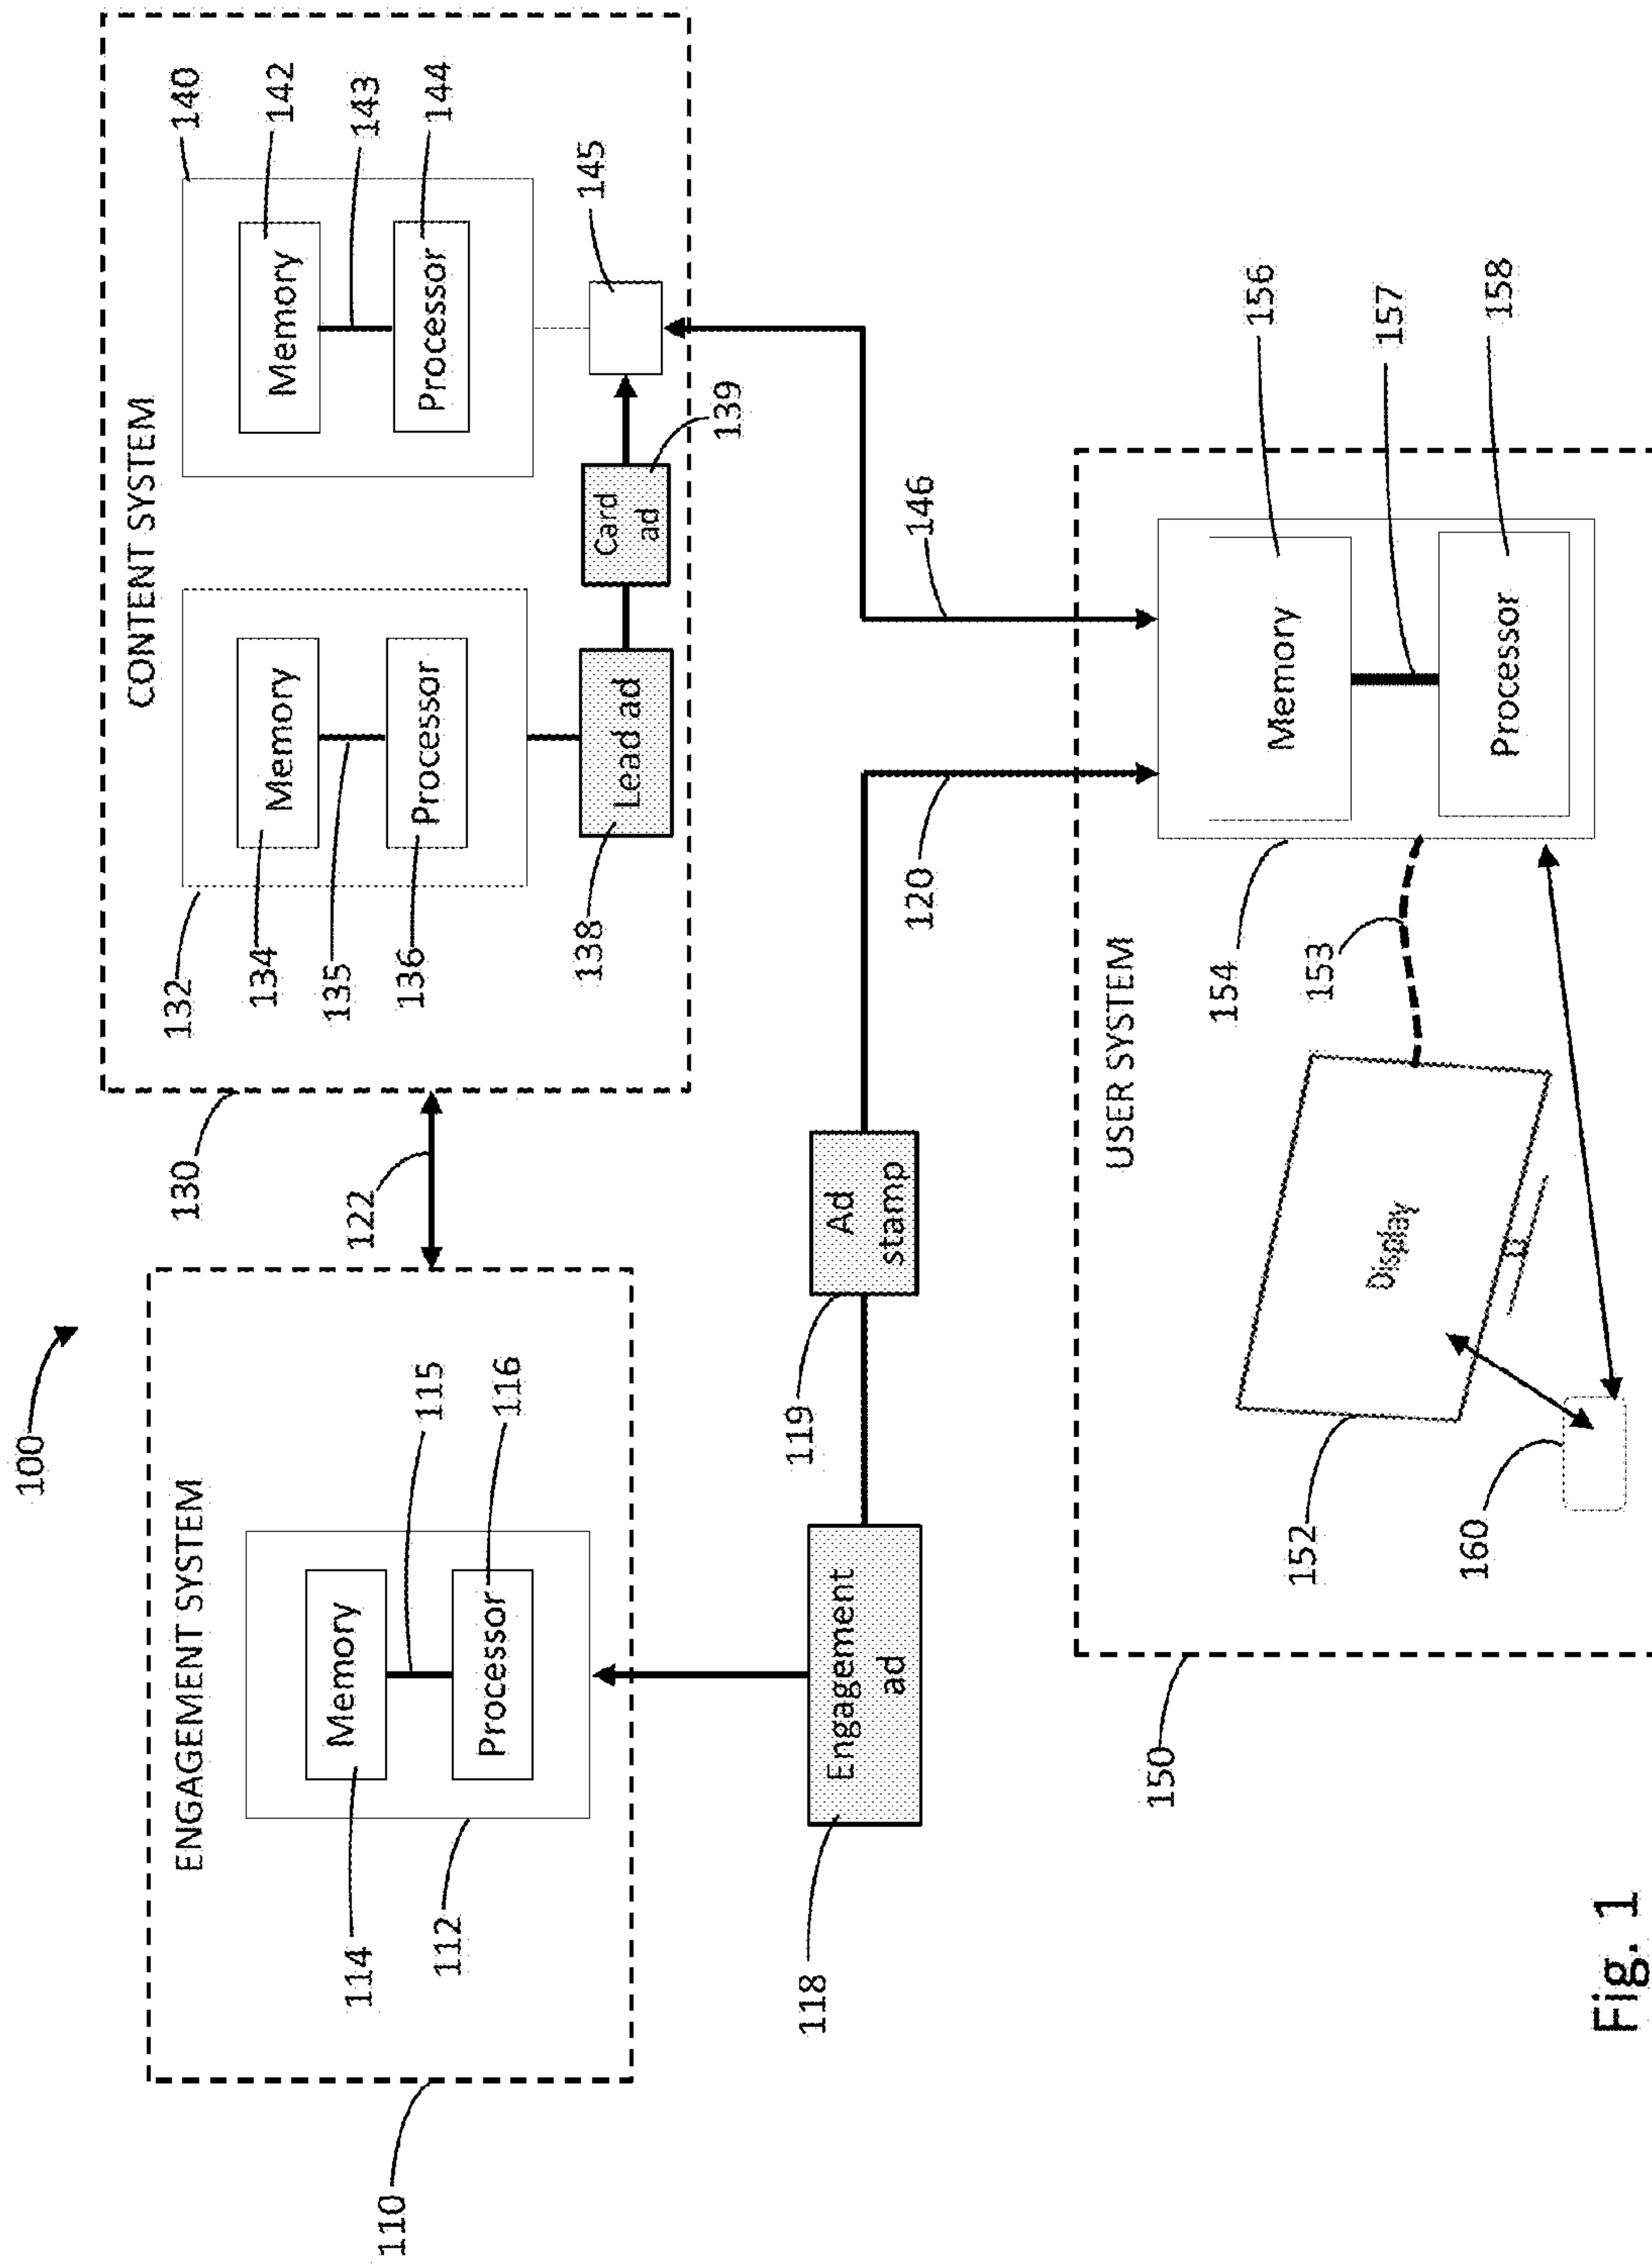 100
110
ENGAGEMENT SYSTEM
112
114
Memory
115
Processor
116
118
Engagement
ad
119
Ad
stamp
120
122
130
CONTENT SYSTEM
132
134
Memory
135
136
Processor
138
Lead ad
Card
ad
139
140
Memory
142
143
Processor
144
145
146
150
USER SYSTEM
152
Display
153
154
Memory
156
157
Processor
158
160
Fig. 1